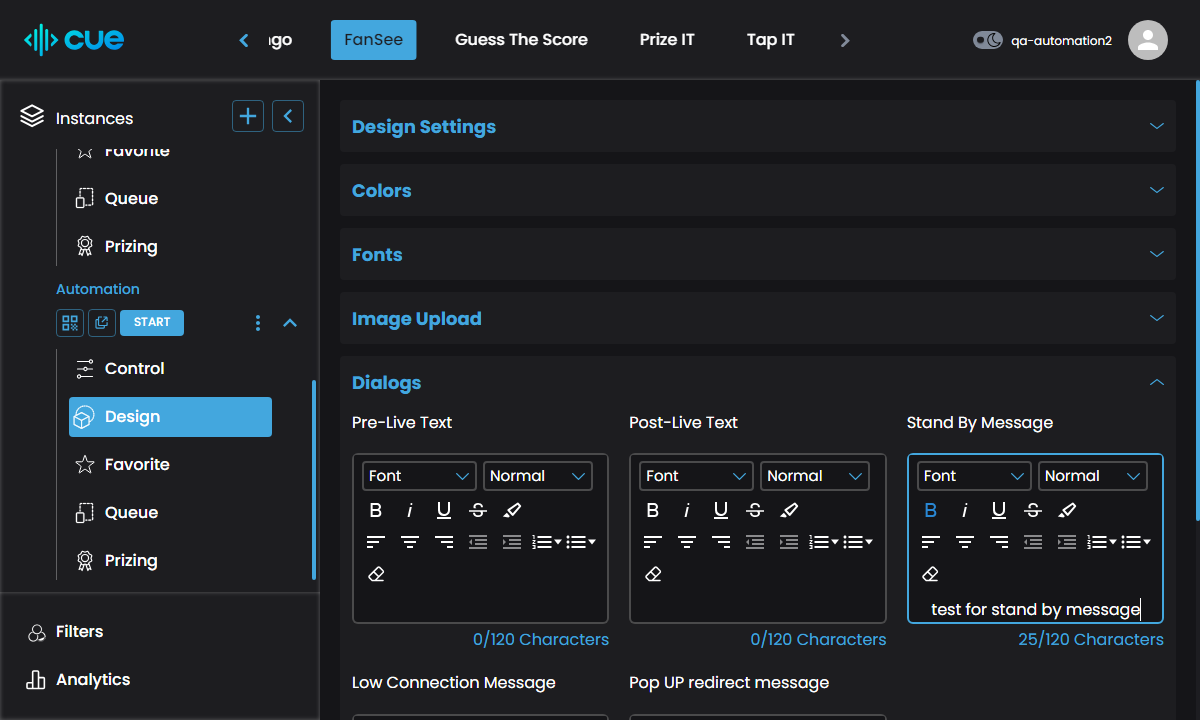 cue
ngo FanSee Guess The Score Prize IT Tap IT qa-automation2
Instances
Favorite
Queue
Prizing
Automation
START
Control
Design
Favorite
Queue
Prizing
Filters
Analytics
Design Settings
Colors
Fonts
Image Upload
Dialogs
Pre-Live Text Post-Live Text Stand By Message
Font Normal Font Normal Font Normal
B i U S B i U S B i U S
test for stand by message
0/120 Characters 0/120 Characters 25/120 Characters
Low Connection Message Pop UP redirect message